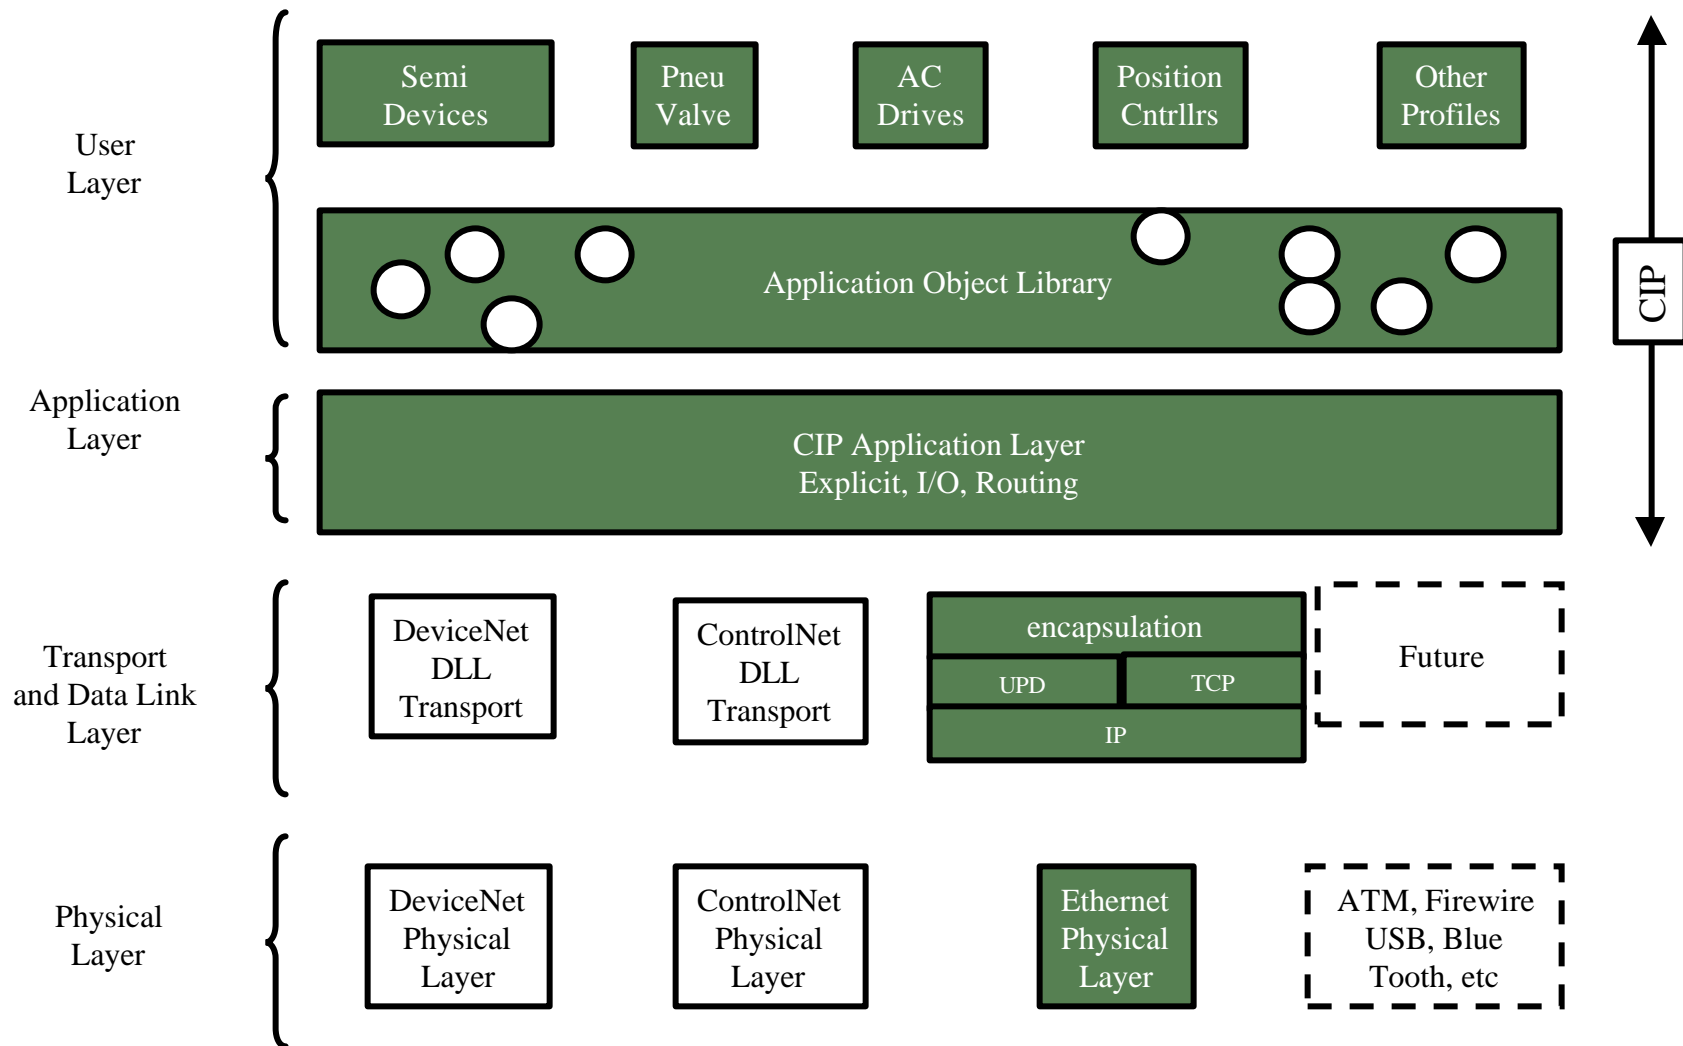 User
Layer
Semi
Devices
Pneu
Valve
AC
Drives
Position
Cntrllrs
Other
Profiles
Application Object Library
CIP
Application
Layer
CIP Application Layer
Explicit, I/O, Routing
Transport
and Data Link
Layer
DeviceNet
DLL
Transport
ControlNet
DLL
Transport
encapsulation
UPD
TCP
IP
Future
Physical
Layer
DeviceNet
Physical
Layer
ControlNet
Physical
Layer
Ethernet
Physical
Layer
ATM, Firewire
USB, Blue
Tooth, etc